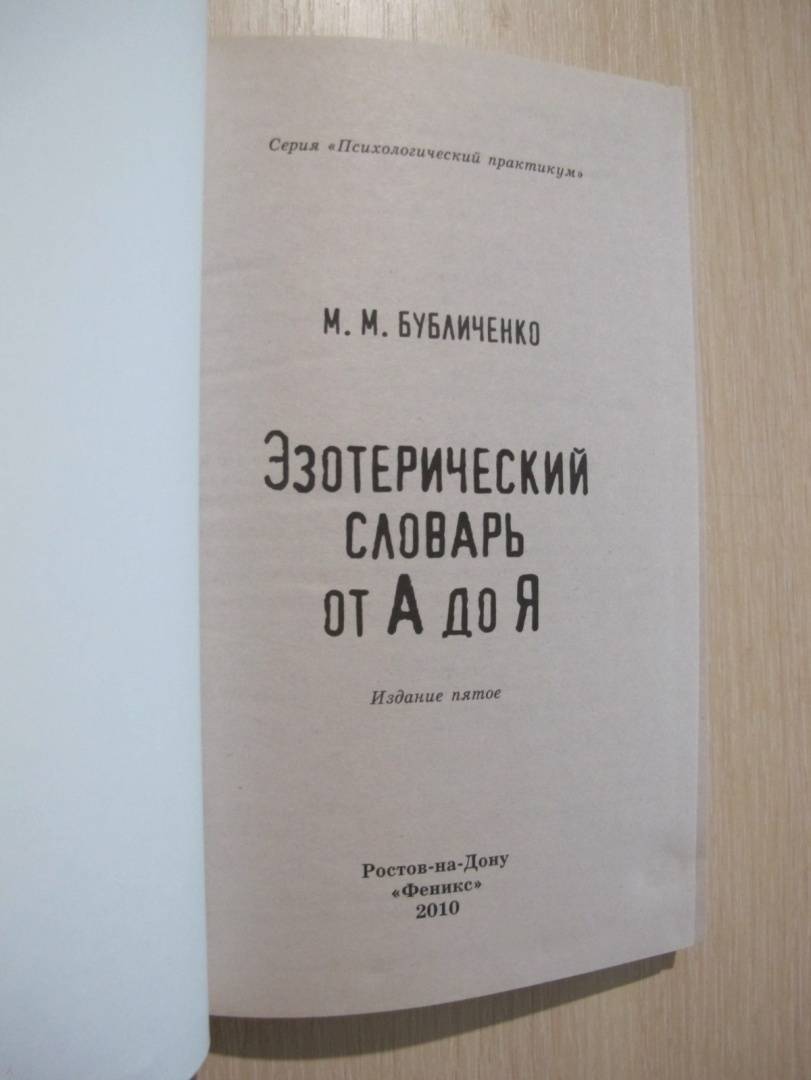 Серия «Психологический практикум»
М. М. БУБЛИЧЕНКО
ЭЗОТЕРИЧЕСКИЙ
СЛОВАРЬ
ОТ А ДО Я
Издание пятое
Ростов-на-Дону
«Феникс»
2010